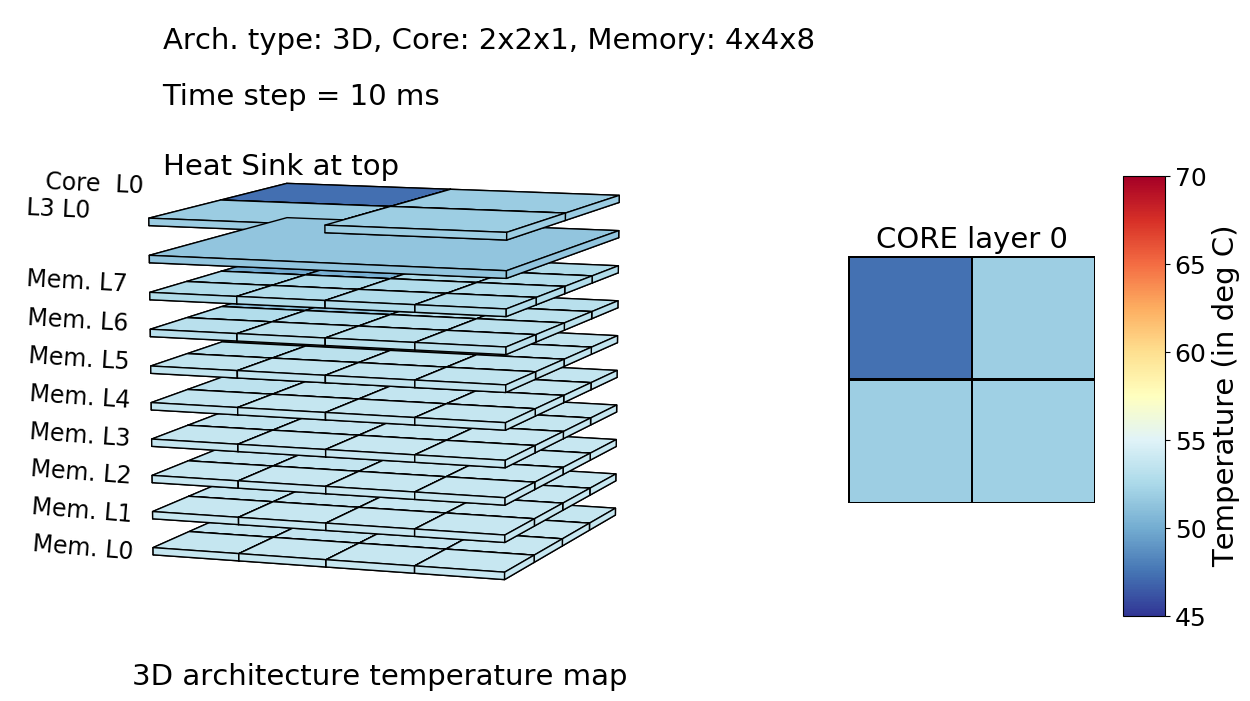 Arch. type: 3D, Core: 2x2x1, Memory: 4x4x8
Time step = 10 ms
Heat Sink at top
Core  L0
L3 L0
Mem. L7
Mem. L6
Mem. L5
Mem. L4
Mem. L3
Mem. L2
Mem. L1
Mem. L0
3D architecture temperature map
CORE layer 0
70
65
60
55
50
45
Temperature (in deg C)